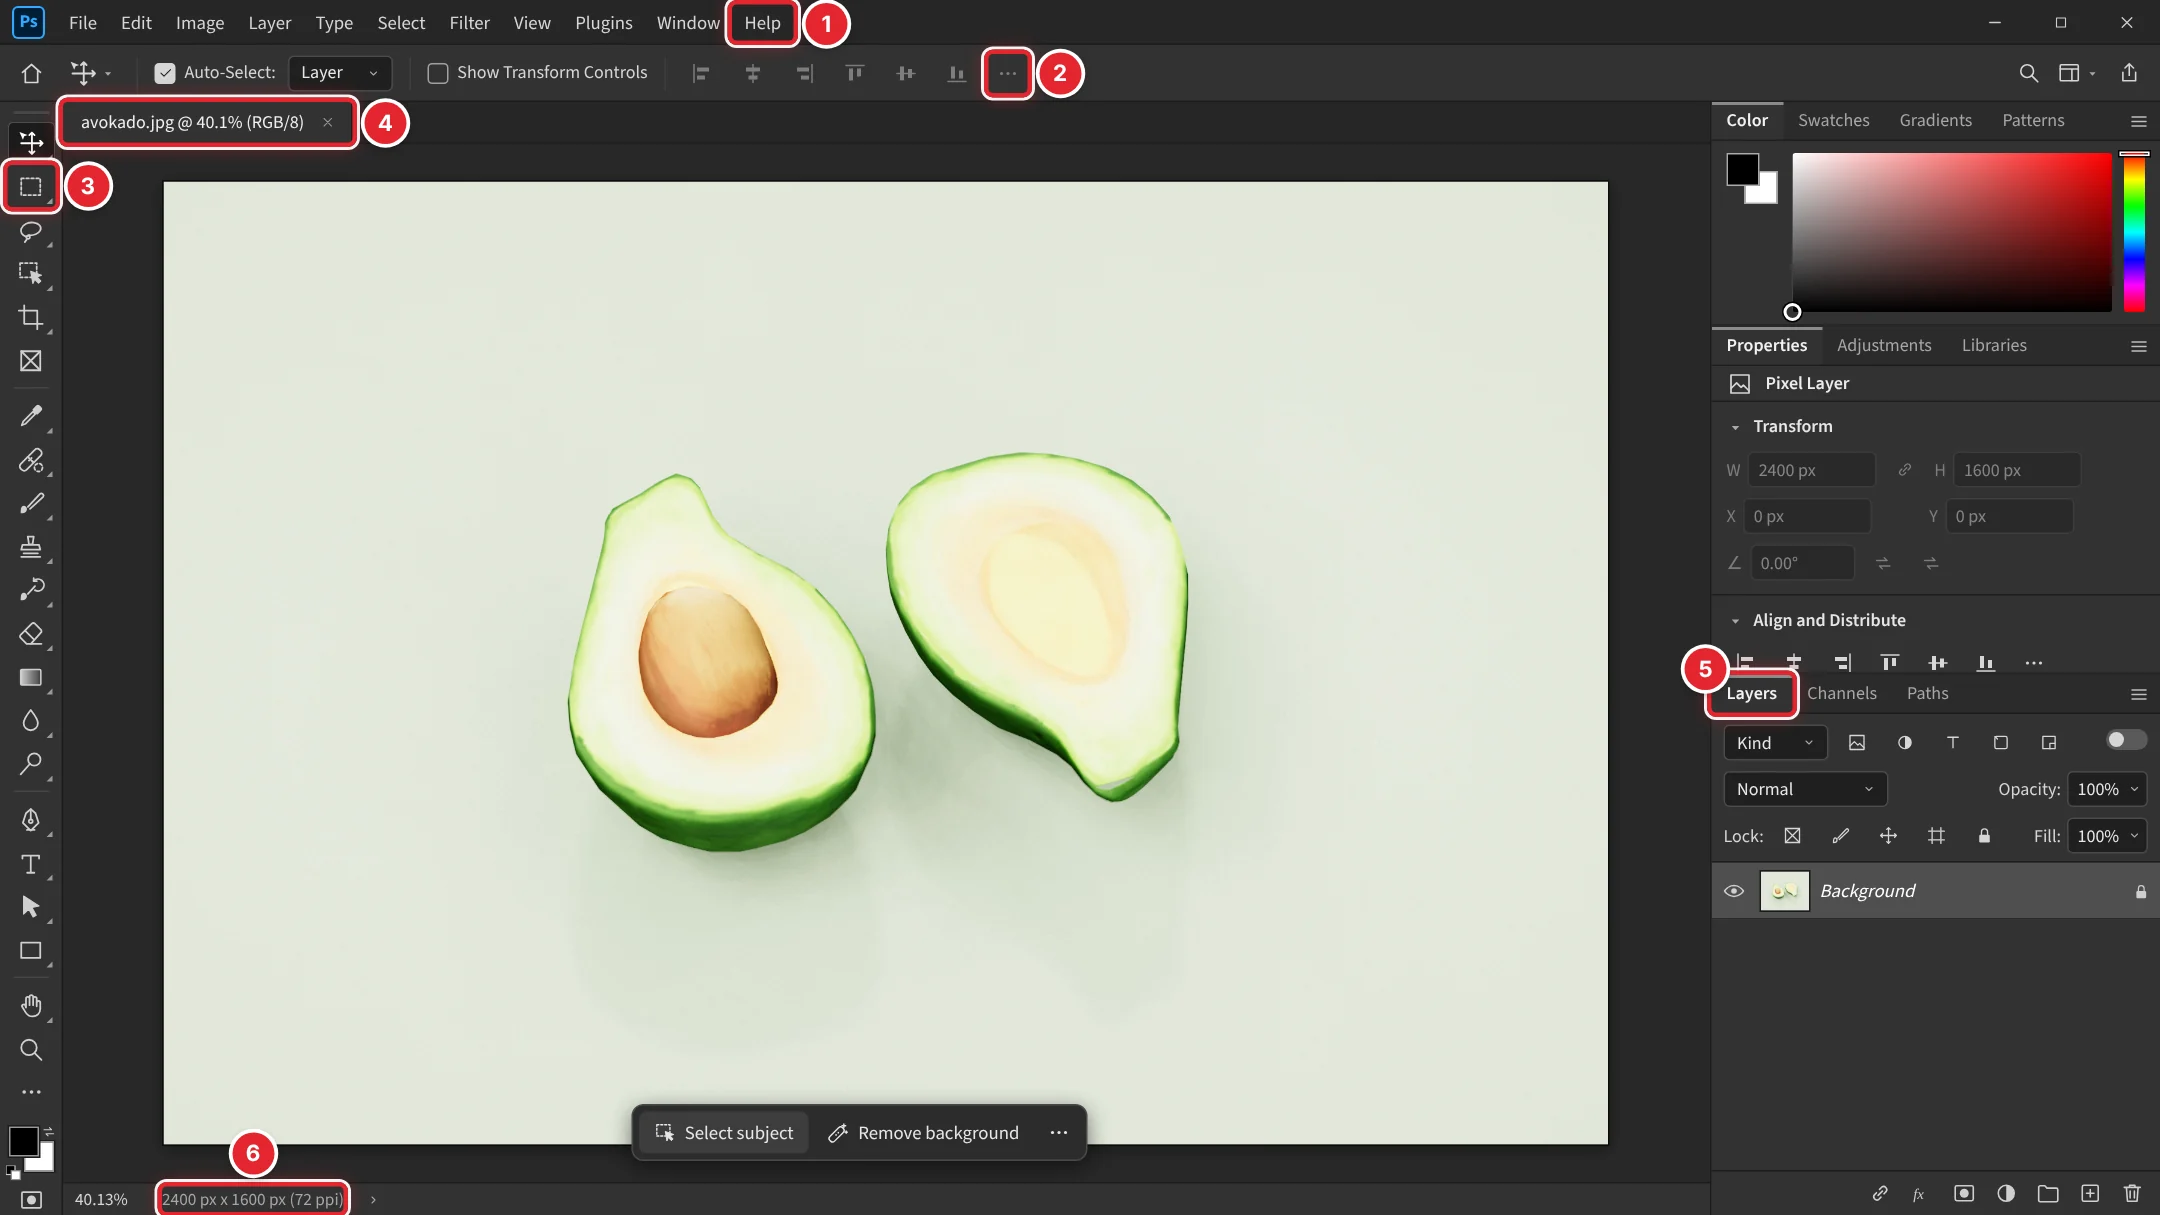 Ps File Edit Image Layer Type Select Filter View Plugins Window Help 1
Auto-Select: Layer Show Transform Controls 2
avokado.jpg @ 40.1% (RGB/8) 4
3
Color Swatches Gradients Patterns
Properties Adjustments Libraries
Pixel Layer
Transform
W 2400 px H 1600 px
X 0 px Y 0 px
0.00°
Align and Distribute
5
Layers Channels Paths
Kind
Normal Opacity: 100%
Lock: Fill: 100%
Background
Select subject Remove background
6
40.13% 2400 px x 1600 px (72 ppi)
fx